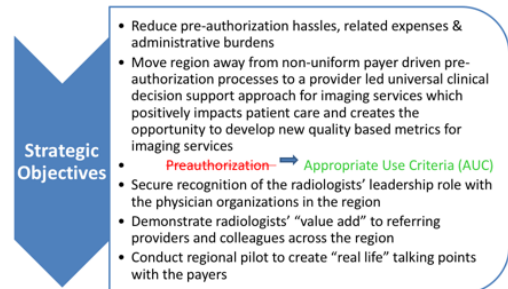 Strategic
Objectives
• Reduce pre-authorization hassles, related expenses &
administrative burdens
• Move region away from non-uniform payer driven pre-
authorization processes to a provider led universal clinical
decision support approach for imaging services which
positively impacts patient care and creates the
opportunity to develop new quality based metrics for
imaging services
• Preauthorization Appropriate Use Criteria (AUC)
• Secure recognition of the radiologists' leadership role with
the physician organizations in the region
• Demonstrate radiologists' "value add" to referring
providers and colleagues across the region
• Conduct regional pilot to create "real life" talking points
with the payers